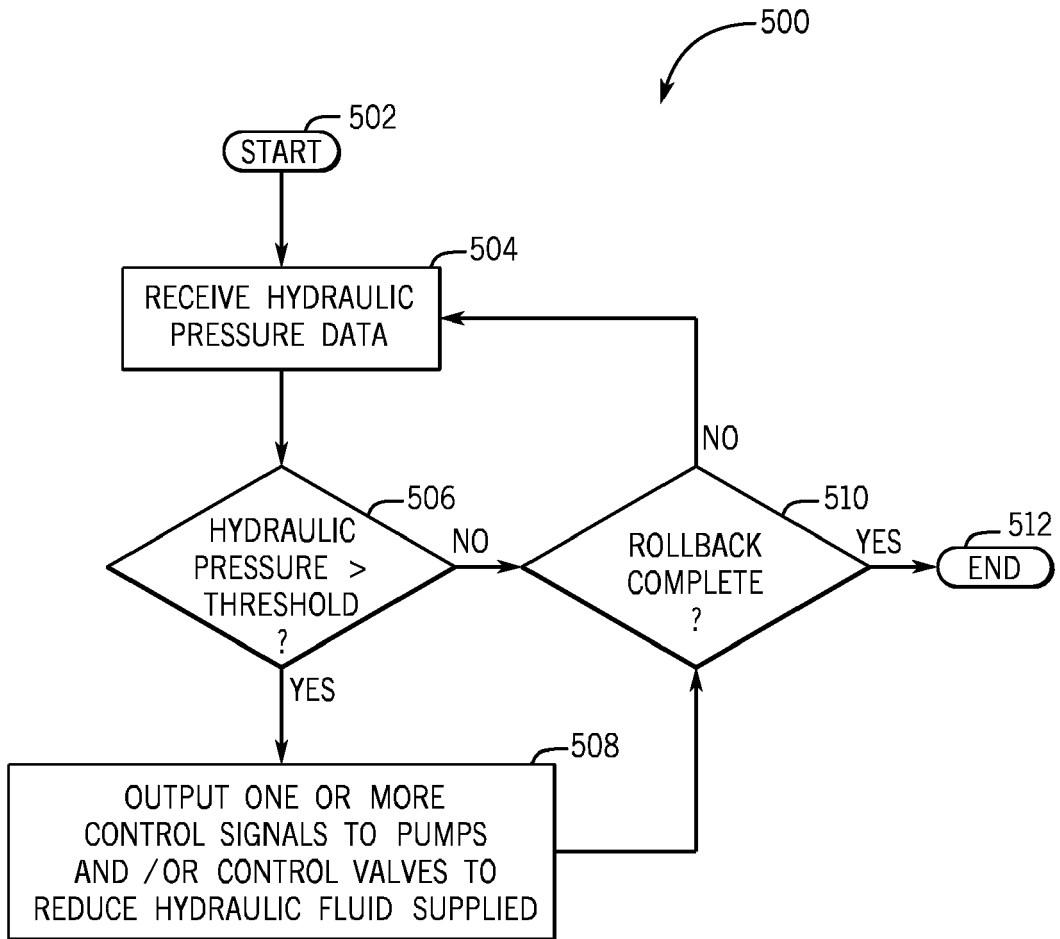 500
502
START
504
RECEIVE HYDRAULIC
PRESSURE DATA
NO
506
HYDRAULIC
PRESSURE >
THRESHOLD
?
NO
510
ROLLBACK
COMPLETE
?
YES
512
END
YES
508
OUTPUT ONE OR MORE
CONTROL SIGNALS TO PUMPS
AND /OR CONTROL VALVES TO
REDUCE HYDRAULIC FLUID SUPPLIED